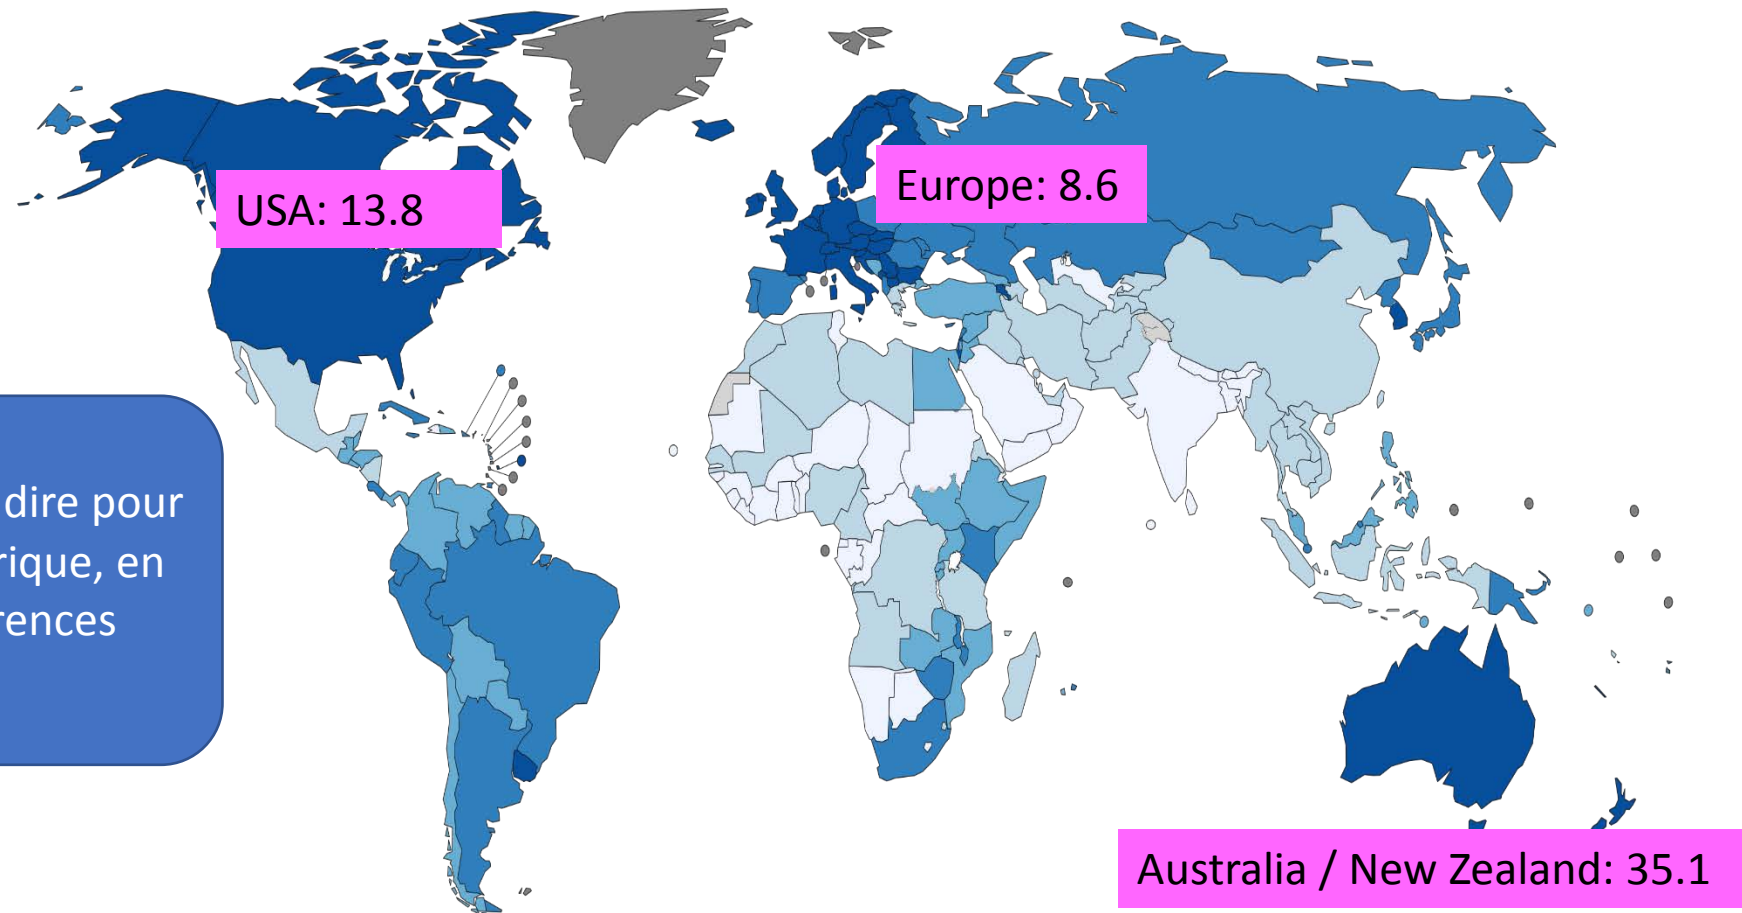 USA: 13.8
Europe: 8.6
dire pour
rique, en
rences
Australia / New Zealand: 35.1